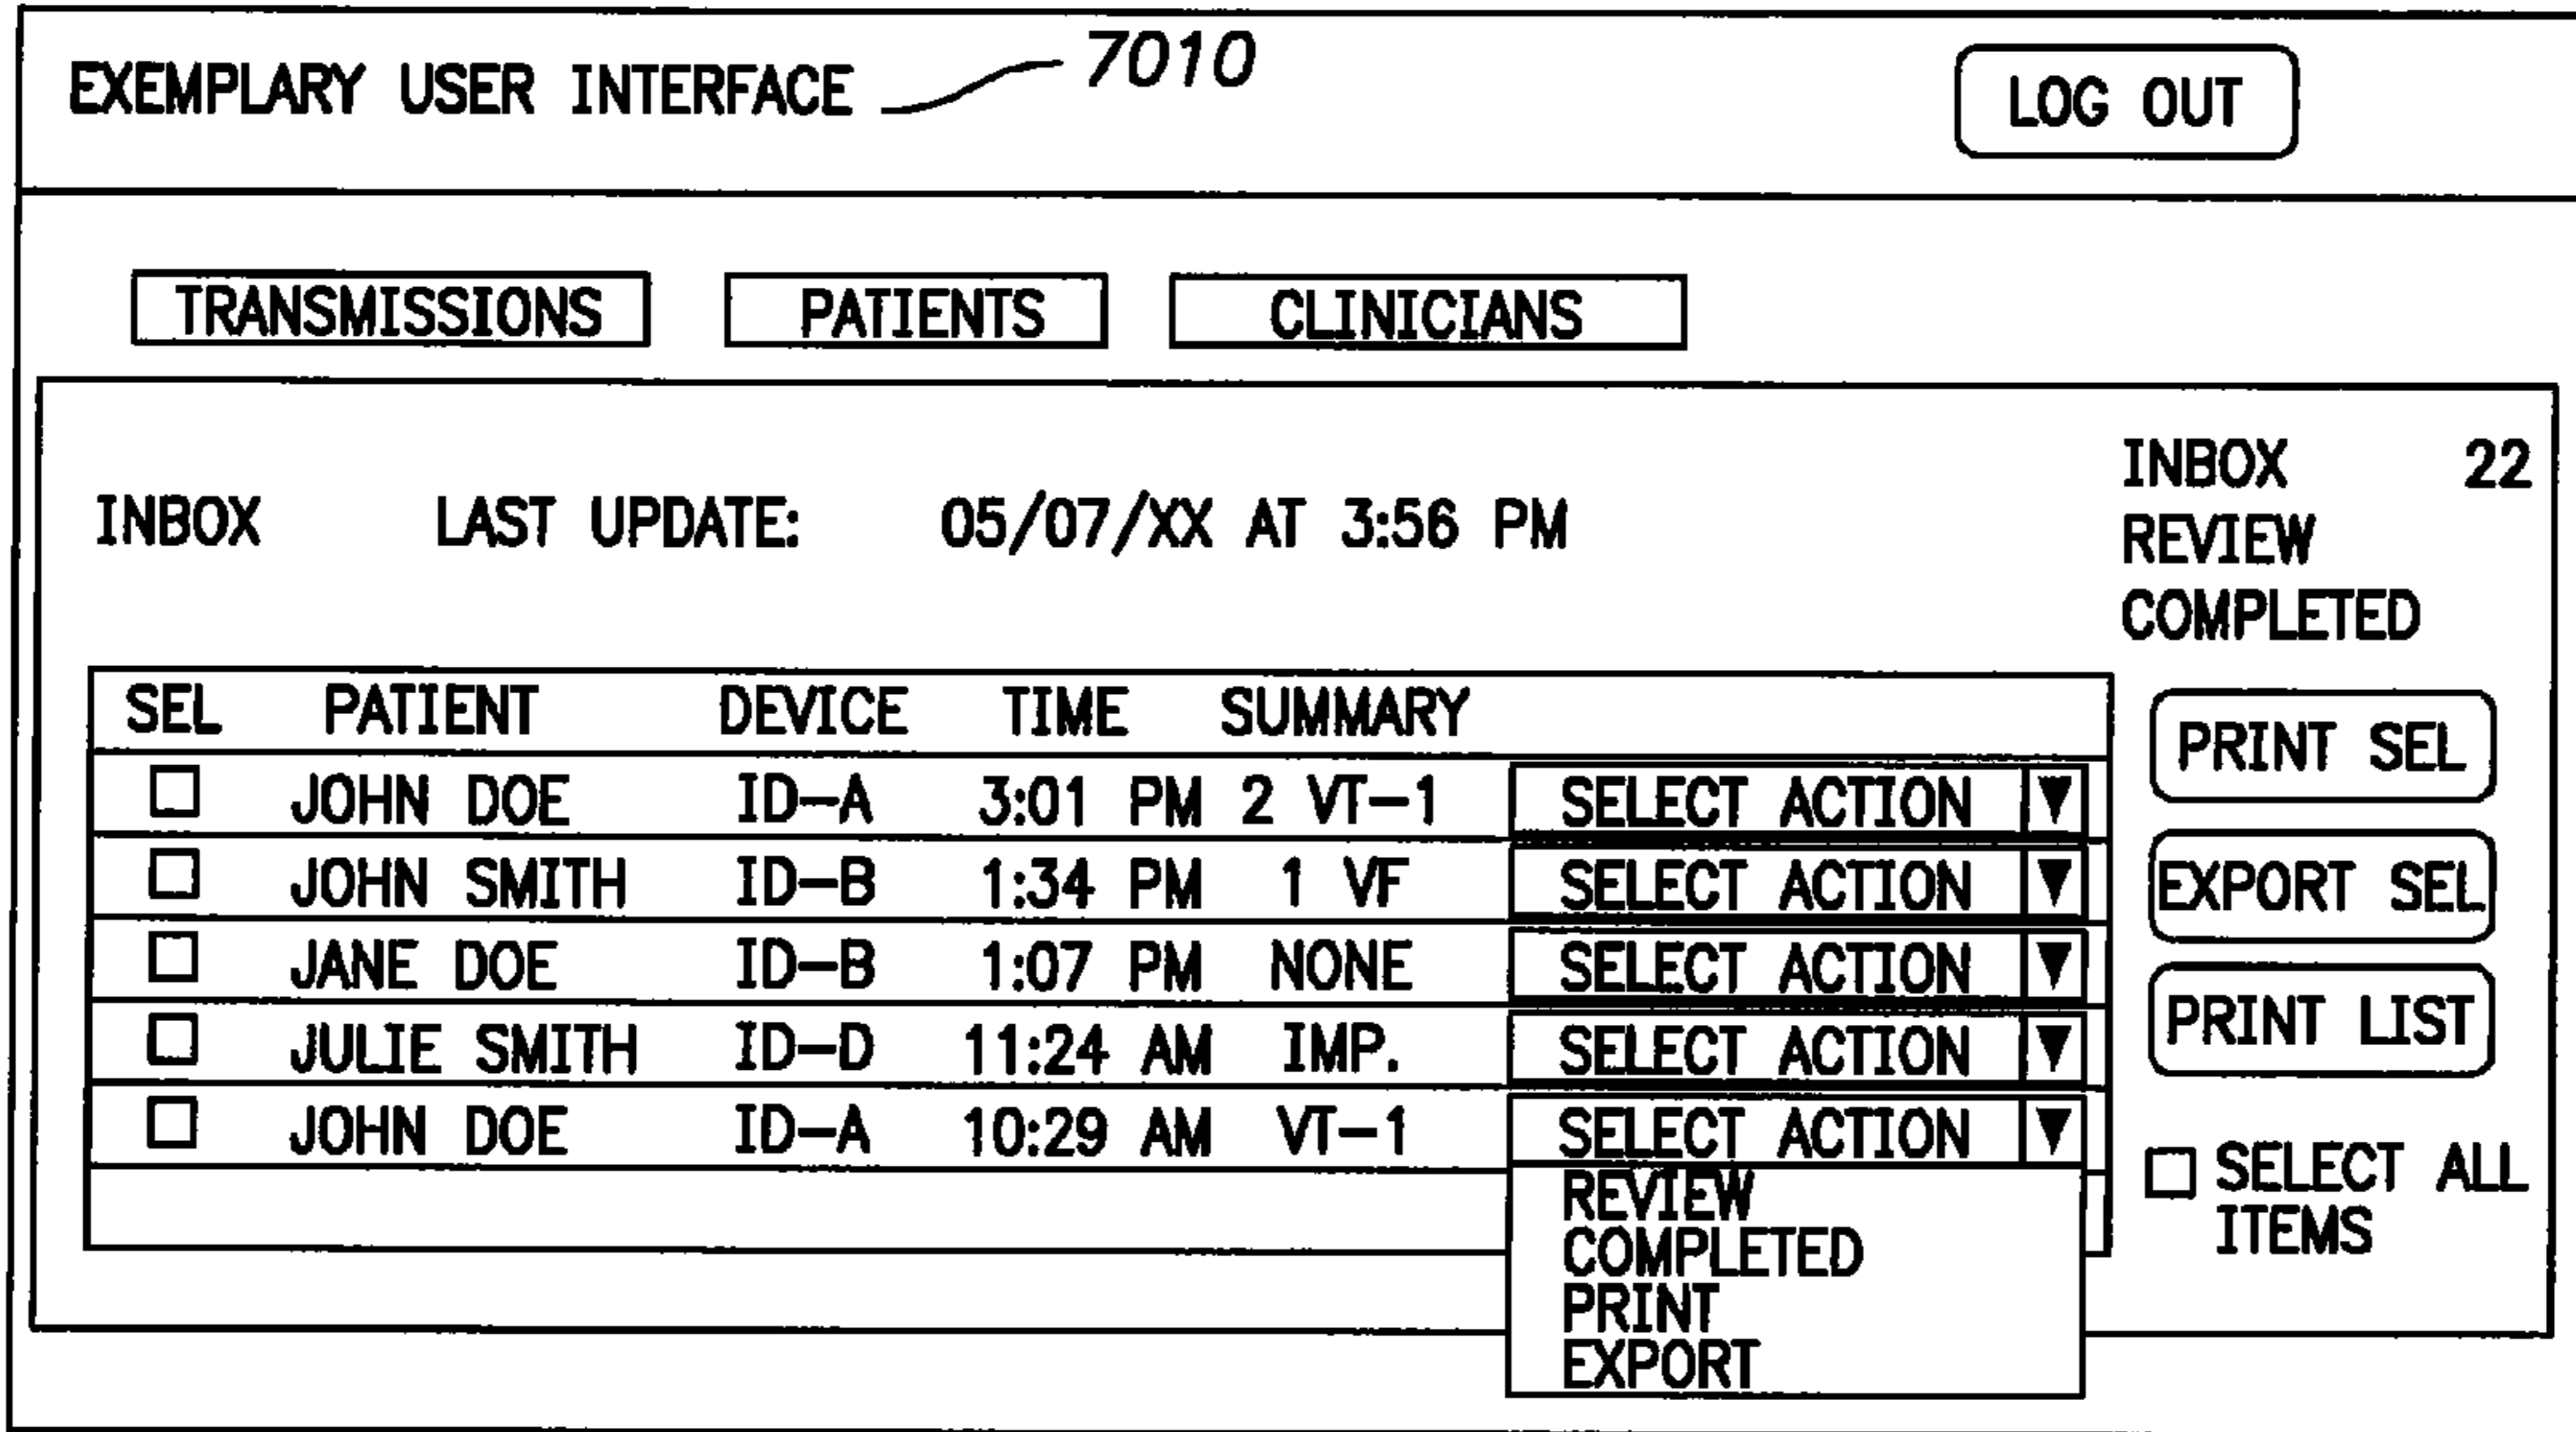 EXEMPLARY USER INTERFACE 7010 LOG OUT
TRANSMISSIONS PATIENTS CLINICIANS
INBOX LAST UPDATE: 05/07/XX AT 3:56 PM
INBOX 22
REVIEW
COMPLETED
SEL PATIENT DEVICE TIME SUMMARY
JOHN DOE ID-A 3:01 PM 2 VT-1 SELECT ACTION
JOHN SMITH ID-B 1:34 PM 1 VF SELECT ACTION
JANE DOE ID-B 1:07 PM NONE SELECT ACTION
JULIE SMITH ID-D 11:24 AM IMP. SELECT ACTION
JOHN DOE ID-A 10:29 AM VT-1 SELECT ACTION
REVIEW
COMPLETED
PRINT
EXPORT
PRINT SEL
EXPORT SEL
PRINT LIST
SELECT ALL
ITEMS